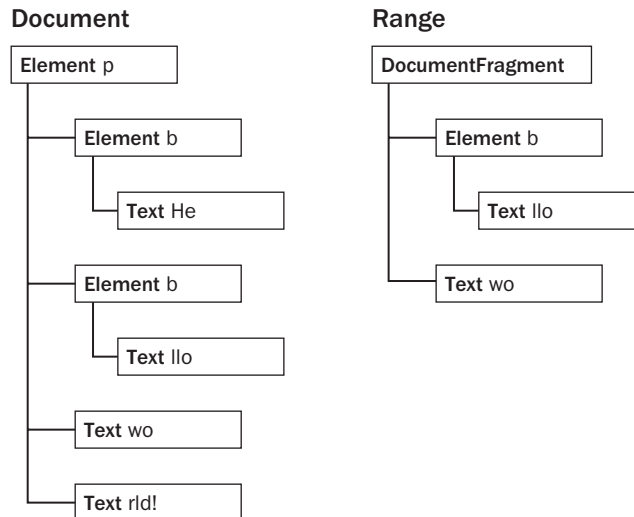 Document
Element p
Element b
Text He
Element b
Text llo
Text wo
Text rld!
Range
DocumentFragment
Element b
Text llo
Text wo